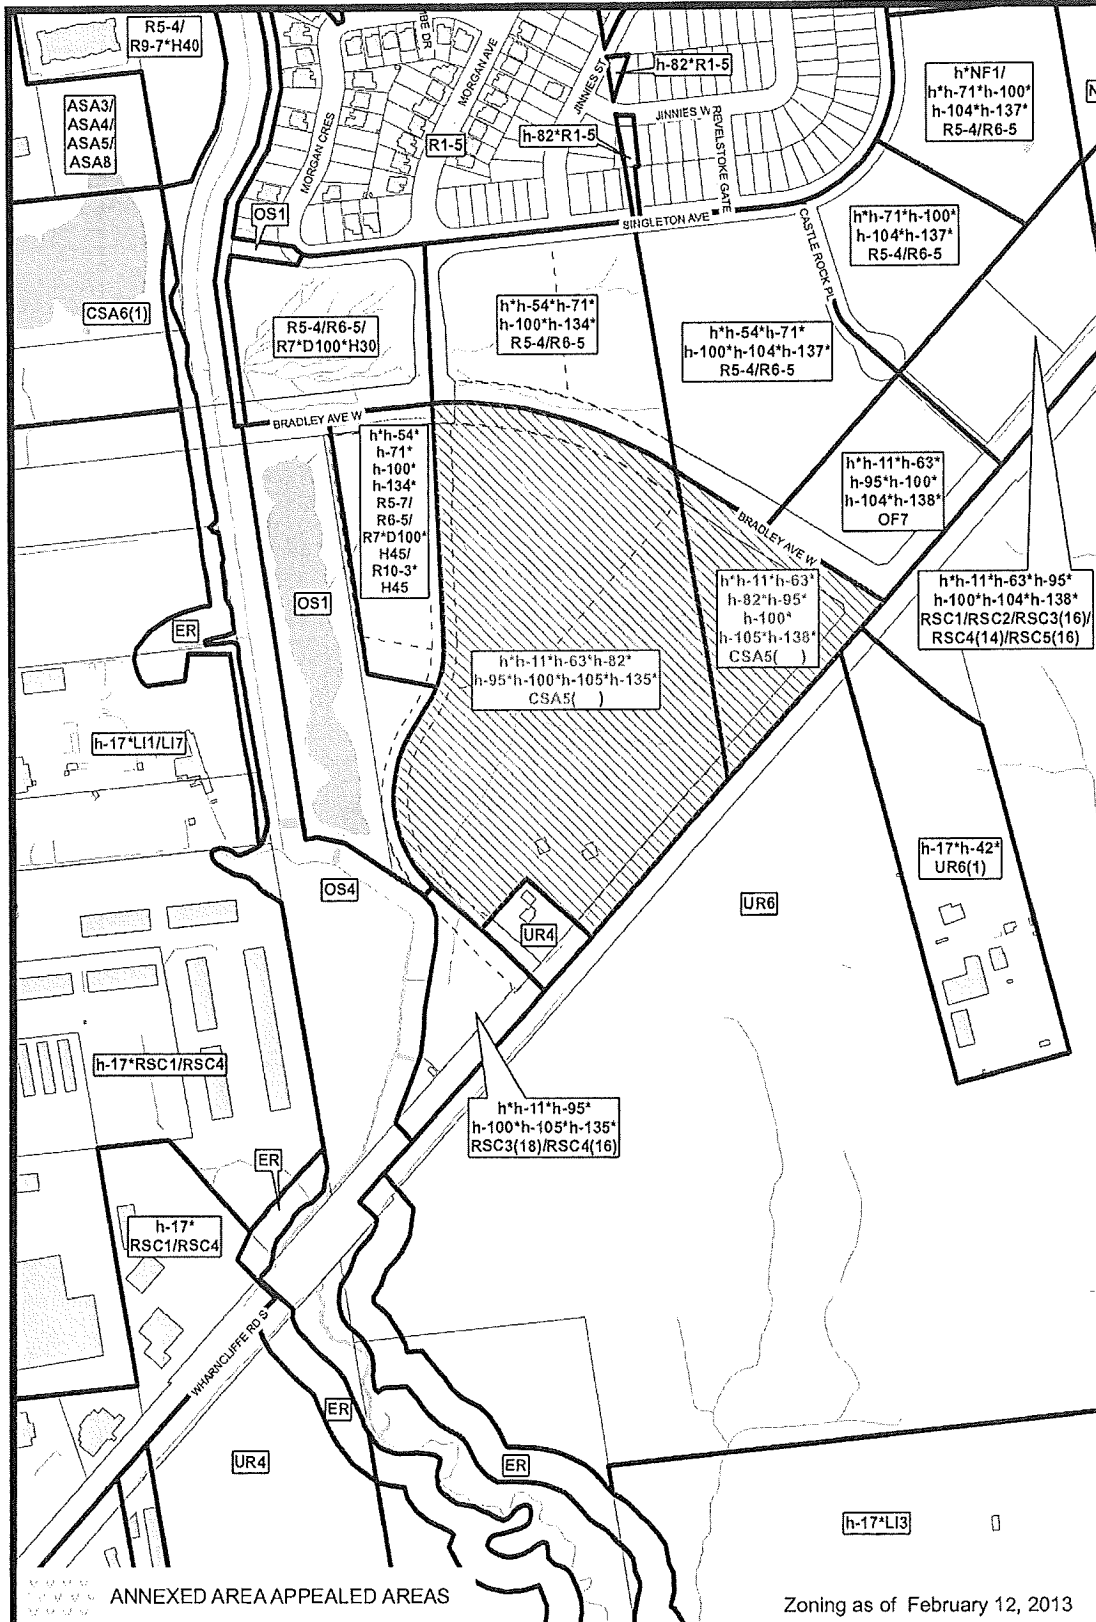 R5-4/
R9-7*H40
ASA3/
ASA4/
ASA5/
ASA8
MORGAN AVE
JINNIES ST
h-82*R1-5
h*NF1/
h*h-71*h-100*
h-104*h-137*
R5-4/R6-5
MORGAN CRES
R1-5
h-82*R1-5
JINNIES W
REVELSTOKE GATE
OS1
SINGLETON AVE
CASTLE ROCK PL
h*h-71*h-100*
h-104*h-137*
R5-4/R6-5
CSA6(1)
R5-4/R6-5/
R7*D100*H30
h*h-54*h-71*
h-100*h-134*
R5-4/R6-5
h*h-54*h-71*
h-100*h-104*h-137*
R5-4/R6-5
BRADLEY AVE W
h*h-54*
h-71*
h-100*
h-134*
R5-7/
R6-5/
R7*D100*
H45/
R10-3*
H45
h*h-11*h-63*
h-95*h-100*
h-104*h-138*
OF7
BRADLEY AVE W
OS1
ER
h*h-11*h-63*
h-82*h-95*
h-100*
h-105*h-138*
CSA5( )
h*h-11*h-63*h-95*
h-100*h-104*h-138*
RSC1/RSC2/RSC3(16)/
RSC4(14)/RSC5(16)
h*h-11*h-63*h-82*
h-95*h-100*h-105*h-135*
CSA5( )
h-17*LI1/LI7
h-17*h-42*
UR6(1)
OS4
UR6
UR4
h-17*RSC1/RSC4
h*h-11*h-95*
h-100*h-105*h-135*
RSC3(18)/RSC4(16)
ER
h-17*
RSC1/RSC4
WHARNCLIFFE RD S
ER
UR4
ER
h-17*LI3
ANNEXED AREA APPEALED AREAS
Zoning as of February 12, 2013